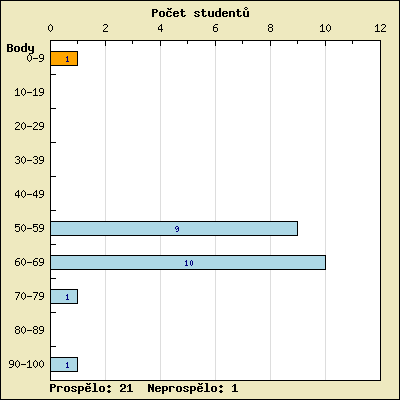 Počet studentů
0 2 4 6 8 10 12
Body
0-9 1
10-19
20-29
30-39
40-49
50-59 9
60-69 10
70-79 1
80-89
90-100 1
Prospělo: 21 Neprospělo: 1